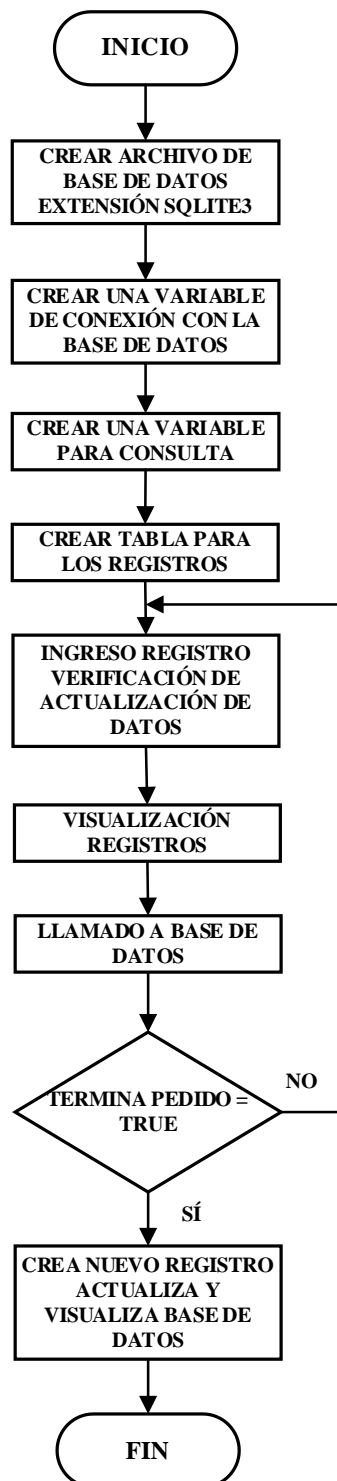 INICIO
CREAR ARCHIVO DE
BASE DE DATOS
EXTENSIÓN SQLITE3
CREAR UNA VARIABLE
DE CONEXIÓN CON LA
BASE DE DATOS
CREAR UNA VARIABLE
PARA CONSULTA
CREAR TABLA PARA
LOS REGISTROS
INGRESO REGISTRO
VERIFICACIÓN DE
ACTUALIZACIÓN DE
DATOS
VISUALIZACIÓN
REGISTROS
LLAMADO A BASE DE
DATOS
TERMINA PEDIDO =
TRUE
NO
SÍ
CREA NUEVO REGISTRO
ACTUALIZA Y
VISUALIZA BASE DE
DATOS
FIN